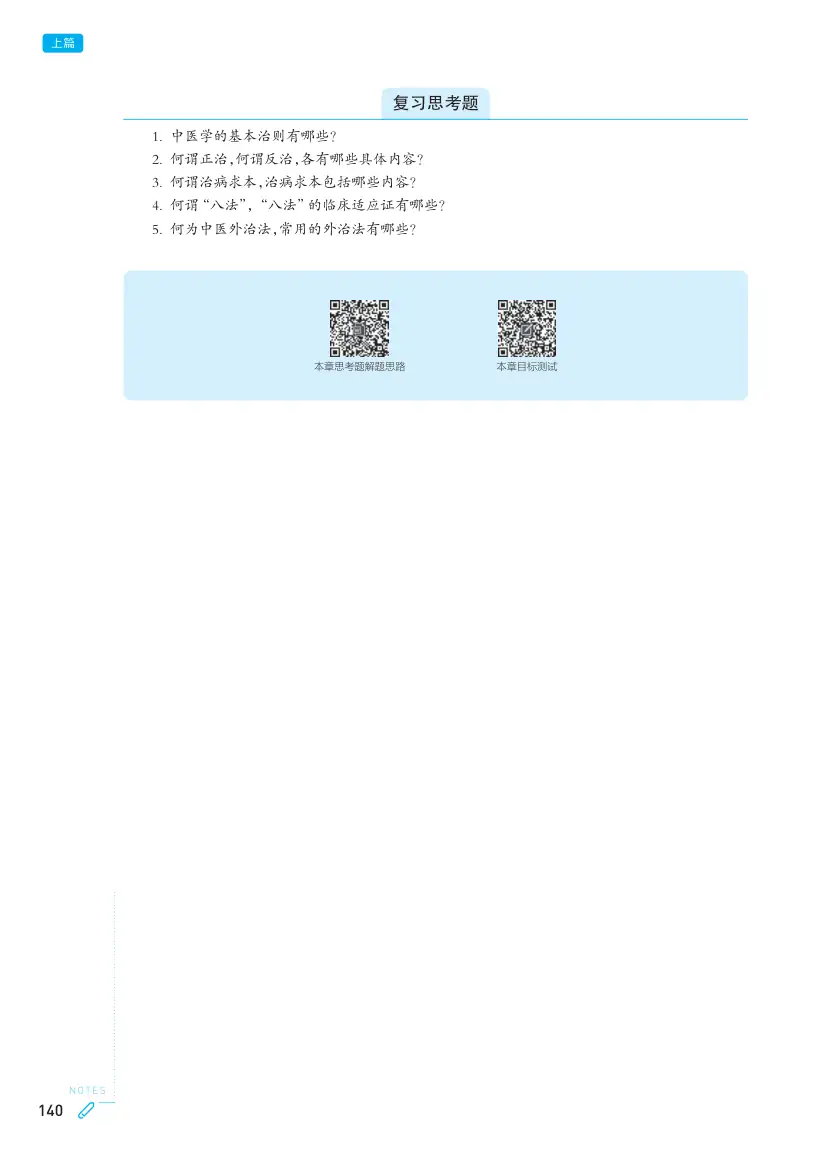 上篇
复习思考题
1. 中医学的基本治则有哪些?
2. 何谓正治,何谓反治,各有哪些具体内容?
3. 何谓治病求本,治病求本包括哪些内容?
4. 何谓“八法”,“八法”的临床适应证有哪些?
5. 何为中医外治法,常用的外治法有哪些?
本章思考题解题思路
本章目标测试
NOTES
140